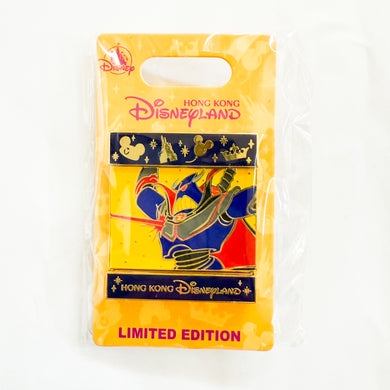 Disney
HONG KONG
DISNEYLAND
HONG KONG DISNEYLAND
LIMITED EDITION